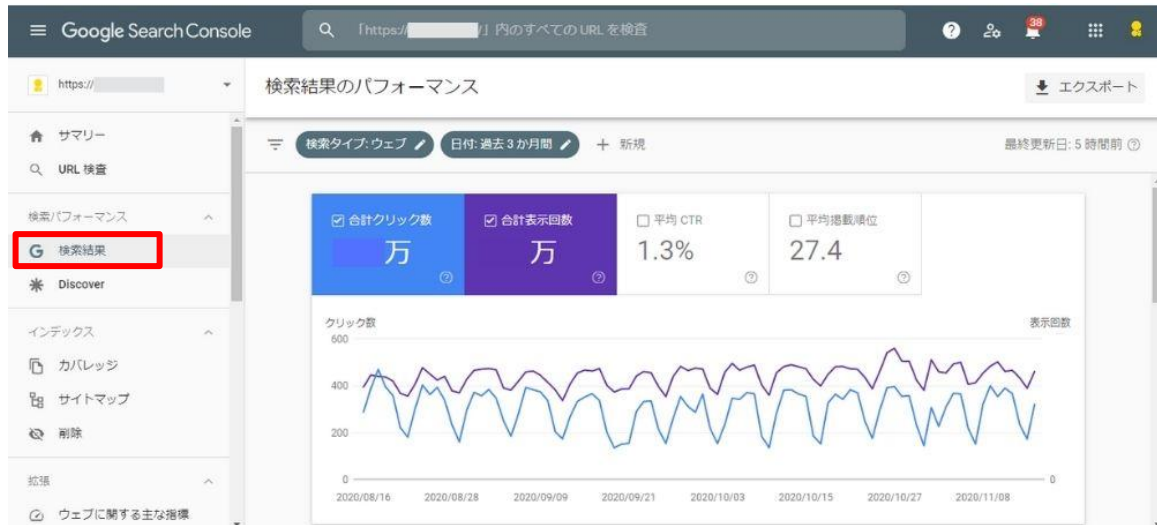 Google Search Console
「https:// /」内のすべての URL を検査
38
https://
検索結果のパフォーマンス
エクスポート
サマリー
URL 検査
検索パフォーマンス
検索結果
Discover
インデックス
カバレッジ
サイトマップ
削除
拡張
ウェブに関する主な指標
検索タイプ: ウェブ
日付: 過去 3 か月間
+ 新規
最終更新日: 5 時間前
合計クリック数
万
合計表示回数
万
平均 CTR
1.3%
平均掲載順位
27.4
クリック数
表示回数
600
400
200
0
0
2020/08/16 2020/08/28 2020/09/09 2020/09/21 2020/10/03 2020/10/15 2020/10/27 2020/11/08